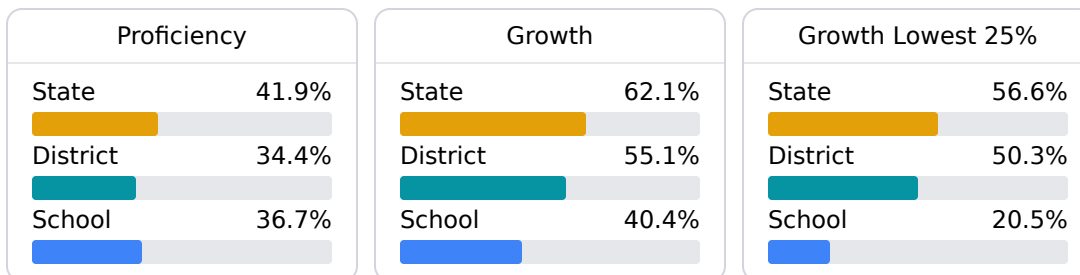 Proficiency
State 41.9%
District 34.4%
School 36.7%
Growth
State 62.1%
District 55.1%
School 40.4%
Growth Lowest 25%
State 56.6%
District 50.3%
School 20.5%